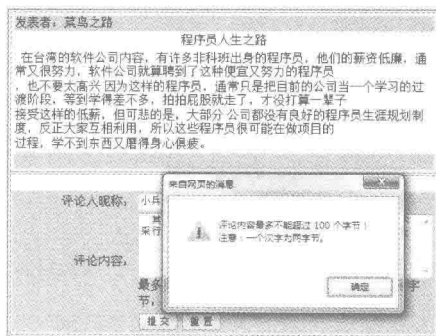 发表者：菜鸟之路
程序员人生之路
在台湾的软件公司内容，有许多非科班出身的程序员，他们的薪资低廉，通
常又很努力，软件公司就算聘到了这种便宜又努力的程序员
，也不要太高兴 因为这样的程序员，通常只是把目前的公司当一个学习的过
渡阶段，等到学得差不多，拍拍屁股就走了，才没打算一辈子
接受这样的低薪，但可悲的是，大部分 公司都没有良好的程序员生涯规划制
度，反正大家互相利用，所以这些程序员很可能在做项目的
过程，学不到东西又磨得身心俱疲。
来自网页的消息
评论人昵称： 小兵
评论内容最多不能超过 100 个字节！
注意：一个汉字为两字节。
采行
评论内容：
确定
最多 字
节，
提交 重置